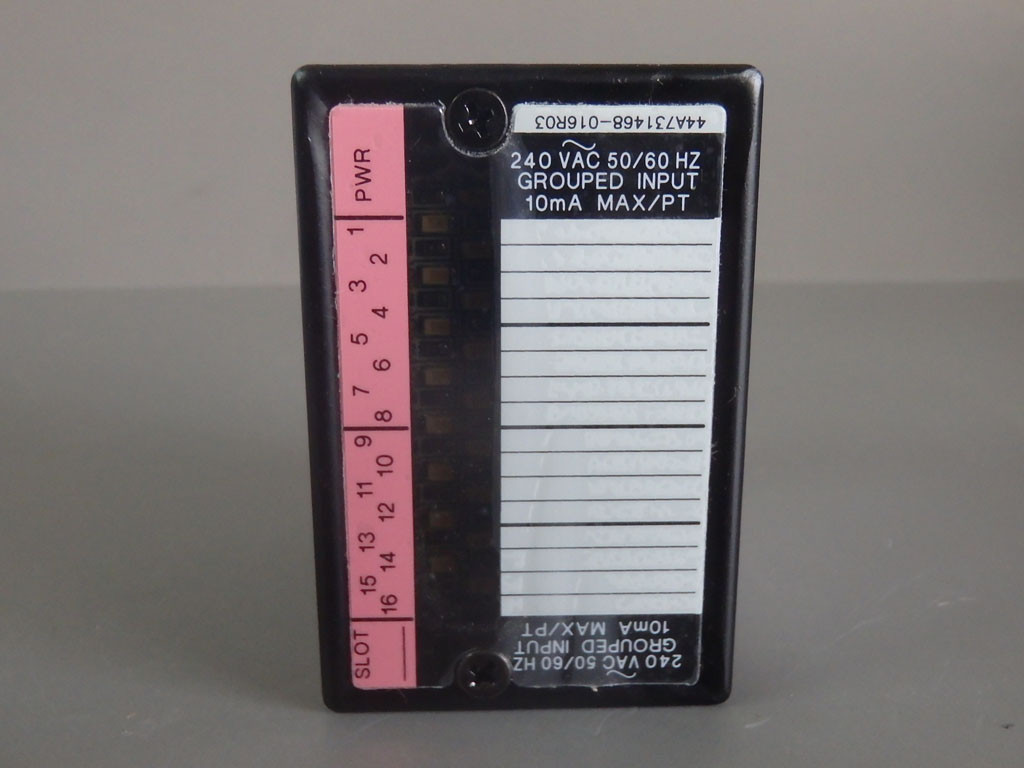 44A731468-016R03
240 VAC 50/60 HZ
GROUPED INPUT
10mA MAX/PT
PWR
1
2
3
4
5
6
7
8
9
10
11
12
13
14
15
16
SLOT
240 VAC 50/60 HZ
GROUPED INPUT
10mA MAX/PT